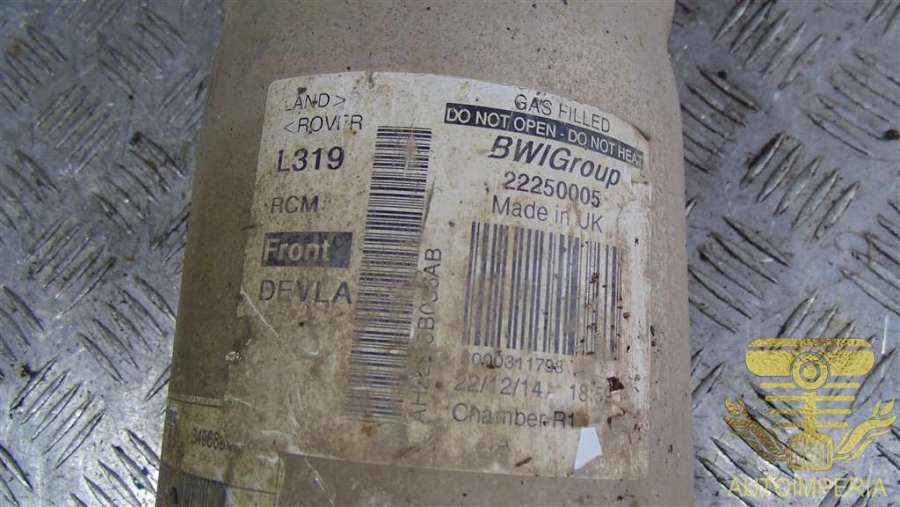 LAND>
<ROVER
L319
RCM
Front
GAS FILLED
DO NOT OPEN - DO NOT HEAT
BWIGroup
22250005
Made in UK
000311798
22/12/14
Chamber R1
AUTOIMPERIA